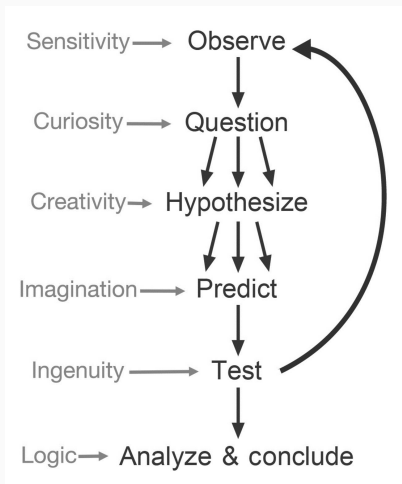 Sensitivity Observe
Curiosity Question
Creativity Hypothesize
Imagination Predict
Ingenuity Test
Logic Analyze & conclude